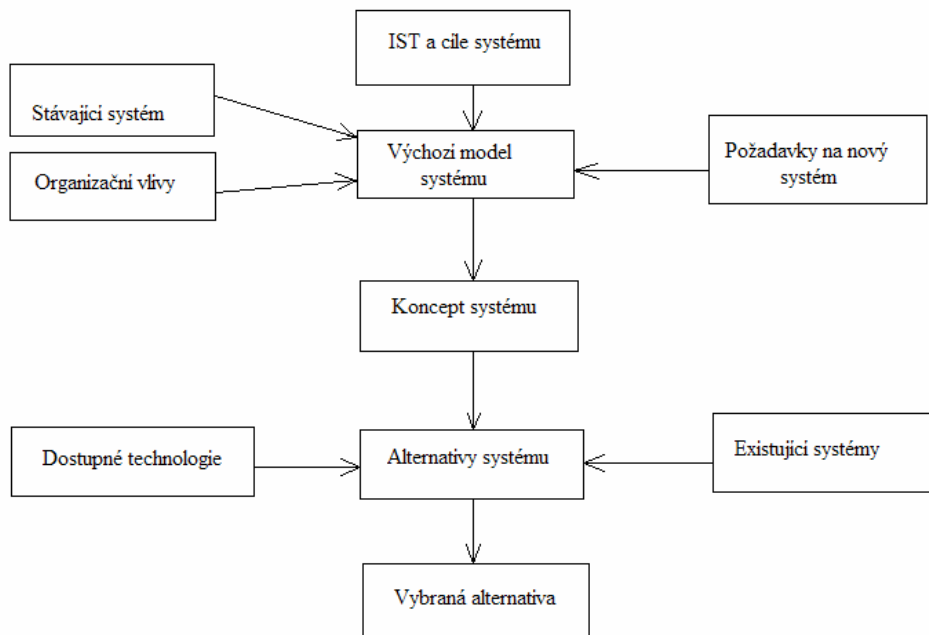 IST a cíle systému
Stávající systém
Výchozí model
systému
Požadavky na nový
systém
Organizační vlívy
Koncept systému
Dostupné technologie
Alternativy systému
Existující systémy
Vybraná alternativa